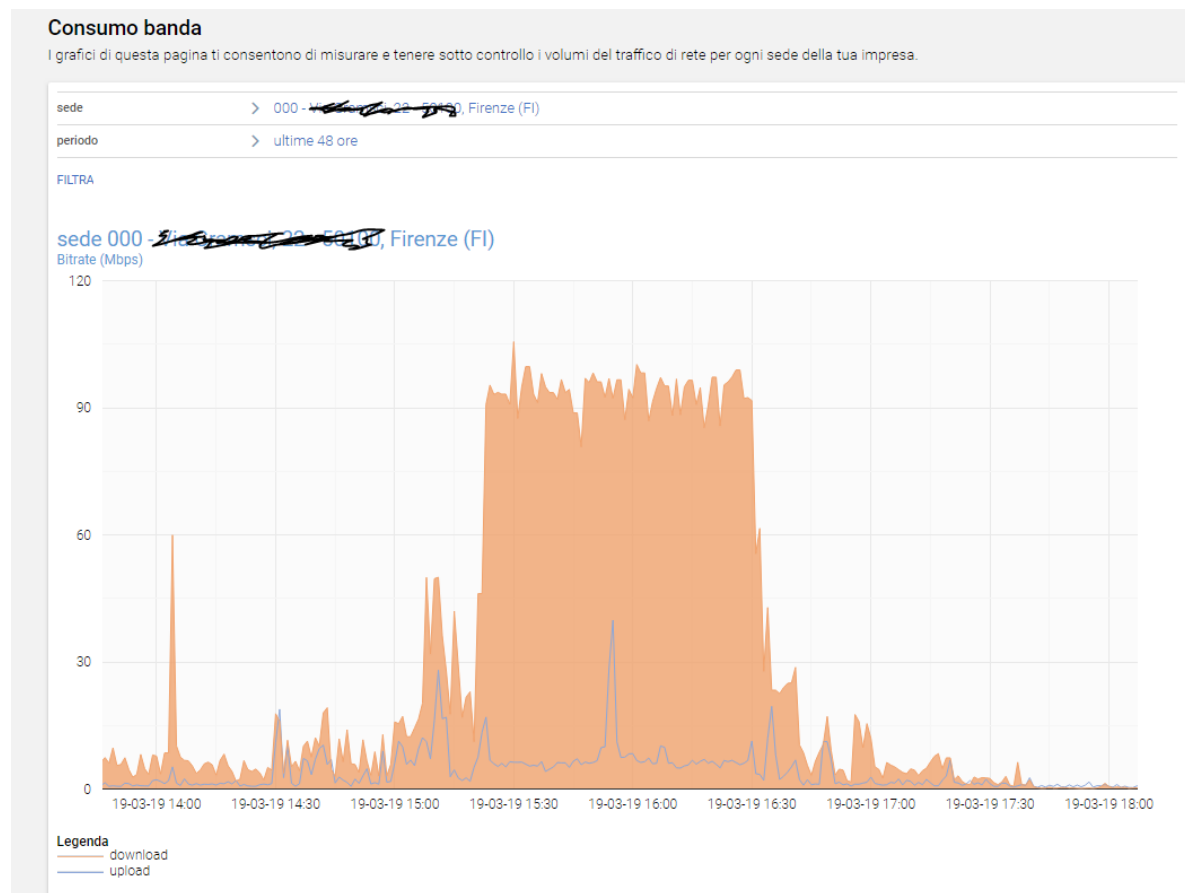 Consumo banda
I grafici di questa pagina ti consentono di misurare e tenere sotto controllo i volumi del traffico di rete per ogni sede della tua impresa.
sede > 000 - , Firenze (FI)
periodo > ultime 48 ore
FILTRA
sede 000 - , Firenze (FI)
Bitrate (Mbps)
120
90
60
30
0
19-03-19 14:00 19-03-19 14:30 19-03-19 15:00 19-03-19 15:30 19-03-19 16:00 19-03-19 16:30 19-03-19 17:00 19-03-19 17:30 19-03-19 18:00
Legenda
download
upload